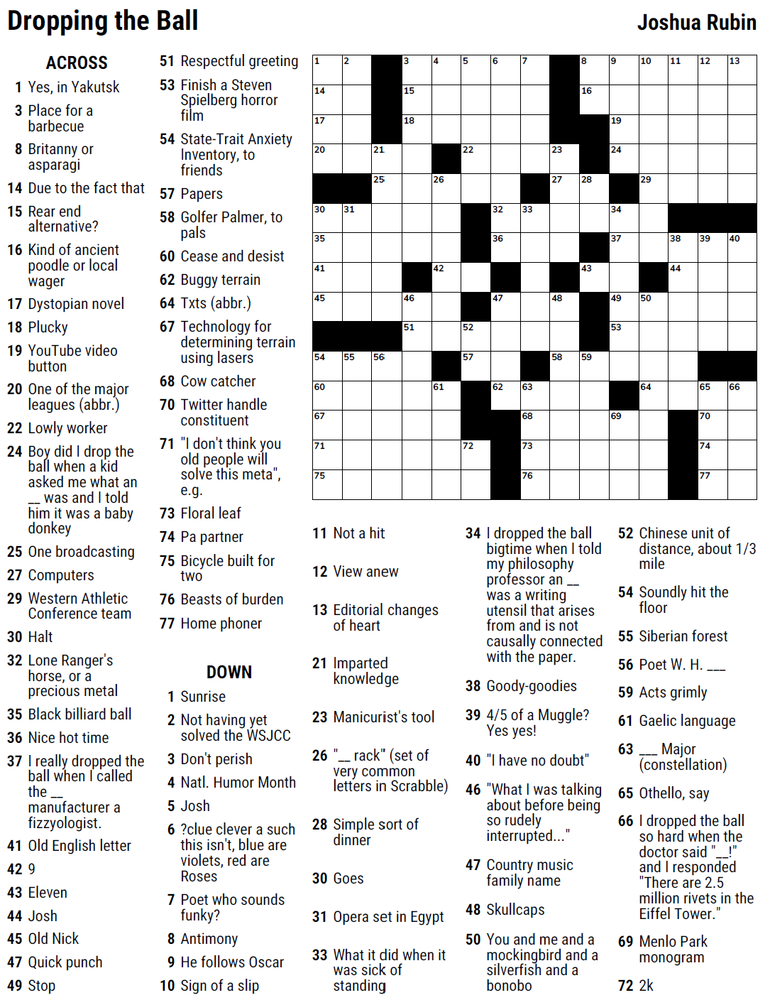 Dropping the Ball
Joshua Rubin
ACROSS
1 Yes, in Yakutsk
3 Place for a
barbecue
8 Britanny or
asparagi
14 Due to the fact that
15 Rear end
alternative?
16 Kind of ancient
poodle or local
wager
17 Dystopian novel
18 Plucky
19 YouTube video
button
20 One of the major
leagues (abbr.)
22 Lowly worker
24 Boy did I drop the
ball when a kid
asked me what an
__ was and I told
him it was a baby
donkey
25 One broadcasting
27 Computers
29 Western Athletic
Conference team
30 Halt
32 Lone Ranger's
horse, or a
precious metal
35 Black billiard ball
36 Nice hot time
37 I really dropped the
ball when I called
the __
manufacturer a
fizzyologist.
41 Old English letter
42 9
43 Eleven
44 Josh
45 Old Nick
47 Quick punch
49 Stop
51 Respectful greeting
53 Finish a Steven
Spielberg horror
film
54 State-Trait Anxiety
Inventory, to
friends
57 Papers
58 Golfer Palmer, to
pals
60 Cease and desist
62 Buggy terrain
64 Txts (abbr.)
67 Technology for
determining terrain
using lasers
68 Cow catcher
70 Twitter handle
constituent
71 "I don't think you
old people will
solve this meta",
e.g.
73 Floral leaf
74 Pa partner
75 Bicycle built for
two
76 Beasts of burden
77 Home phoner
DOWN
1 Sunrise
2 Not having yet
solved the WSJCC
3 Don't perish
4 Natl. Humor Month
5 Josh
6 ?clue clever a such
this isn't, blue are
violets, red are
Roses
7 Poet who sounds
funky?
8 Antimony
9 He follows Oscar
10 Sign of a slip
1 2 3 4 5 6 7 8 9 10 11 12 13
14 15 16
17 18 19
20 21 22 23 24
25 26 27 28 29
30 31 32 33 34
35 36 37 38 39 40
41 42 43 44
45 46 47 48 49 50
51 52 53
54 55 56 57 58 59
60 61 62 63 64 65 66
67 68 69 70
71 72 73 74
75 76 77
11 Not a hit
12 View anew
13 Editorial changes
of heart
21 Imparted
knowledge
23 Manicurist's tool
26 "__ rack" (set of
very common
letters in Scrabble)
28 Simple sort of
dinner
30 Goes
31 Opera set in Egypt
33 What it did when it
was sick of
standing
34 I dropped the ball
bigtime when I told
my philosophy
professor an __
was a writing
utensil that arises
from and is not
causally connected
with the paper.
38 Goody-goodies
39 4/5 of a Muggle?
Yes yes!
40 "I have no doubt"
46 "What I was talking
about before being
so rudely
interrupted..."
47 Country music
family name
48 Skullcaps
50 You and me and a
mockingbird and a
silverfish and a
bonobo
52 Chinese unit of
distance, about 1/3
mile
54 Soundly hit the
floor
55 Siberian forest
56 Poet W. H. ___
59 Acts grimly
61 Gaelic language
63 ___ Major
(constellation)
65 Othello, say
66 I dropped the ball
so hard when the
doctor said "__!"
and I responded
"There are 2.5
million rivets in the
Eiffel Tower."
69 Menlo Park
monogram
72 2k